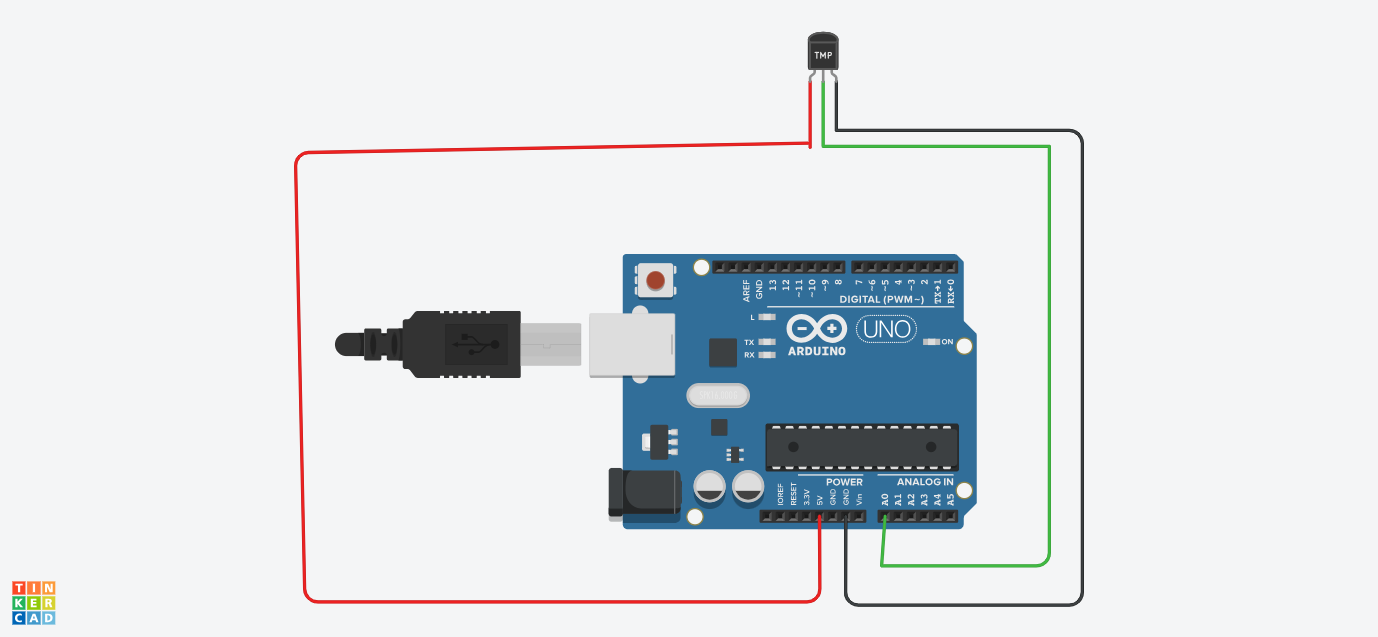 TMP
AREF
GND
13
12
~11
~10
~9
8
7
~6
~5
4
~3
2
TX→1
RX←0
DIGITAL (PWM~)
L
TX
RX
ARDUINO
UNO
ON
POWER
ANALOG IN
IOREF
RESET
3.3V
5V
GND
GND
Vin
A0
A1
A2
A3
A4
A5
TIN
KER
CAD